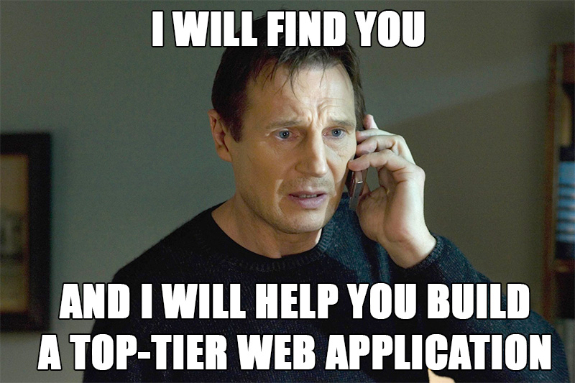 I WILL FIND YOU
AND I WILL HELP YOU BUILD
A TOP-TIER WEB APPLICATION